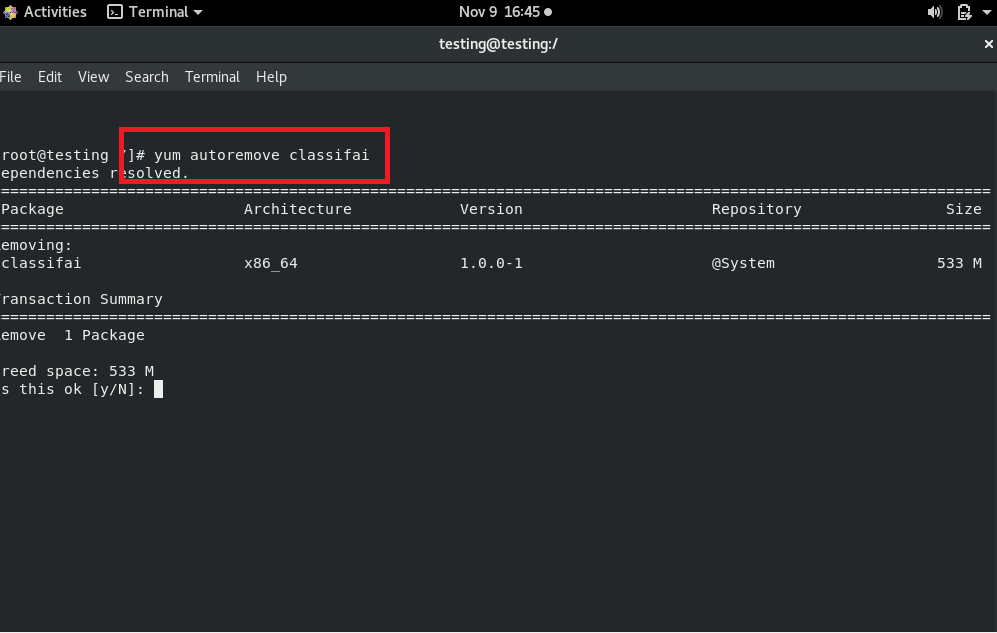 Activities Terminal Nov 9 16:45
testing@testing:/
File Edit View Search Terminal Help
root@testing /]# yum autoremove classifai
ependencies resolved.
================================================================================================================
Package Architecture Version Repository Size
================================================================================================================
emoving:
classifai x86_64 1.0.0-1 @System 533 M
ransaction Summary
================================================================================================================
emove 1 Package
reed space: 533 M
s this ok [y/N]: